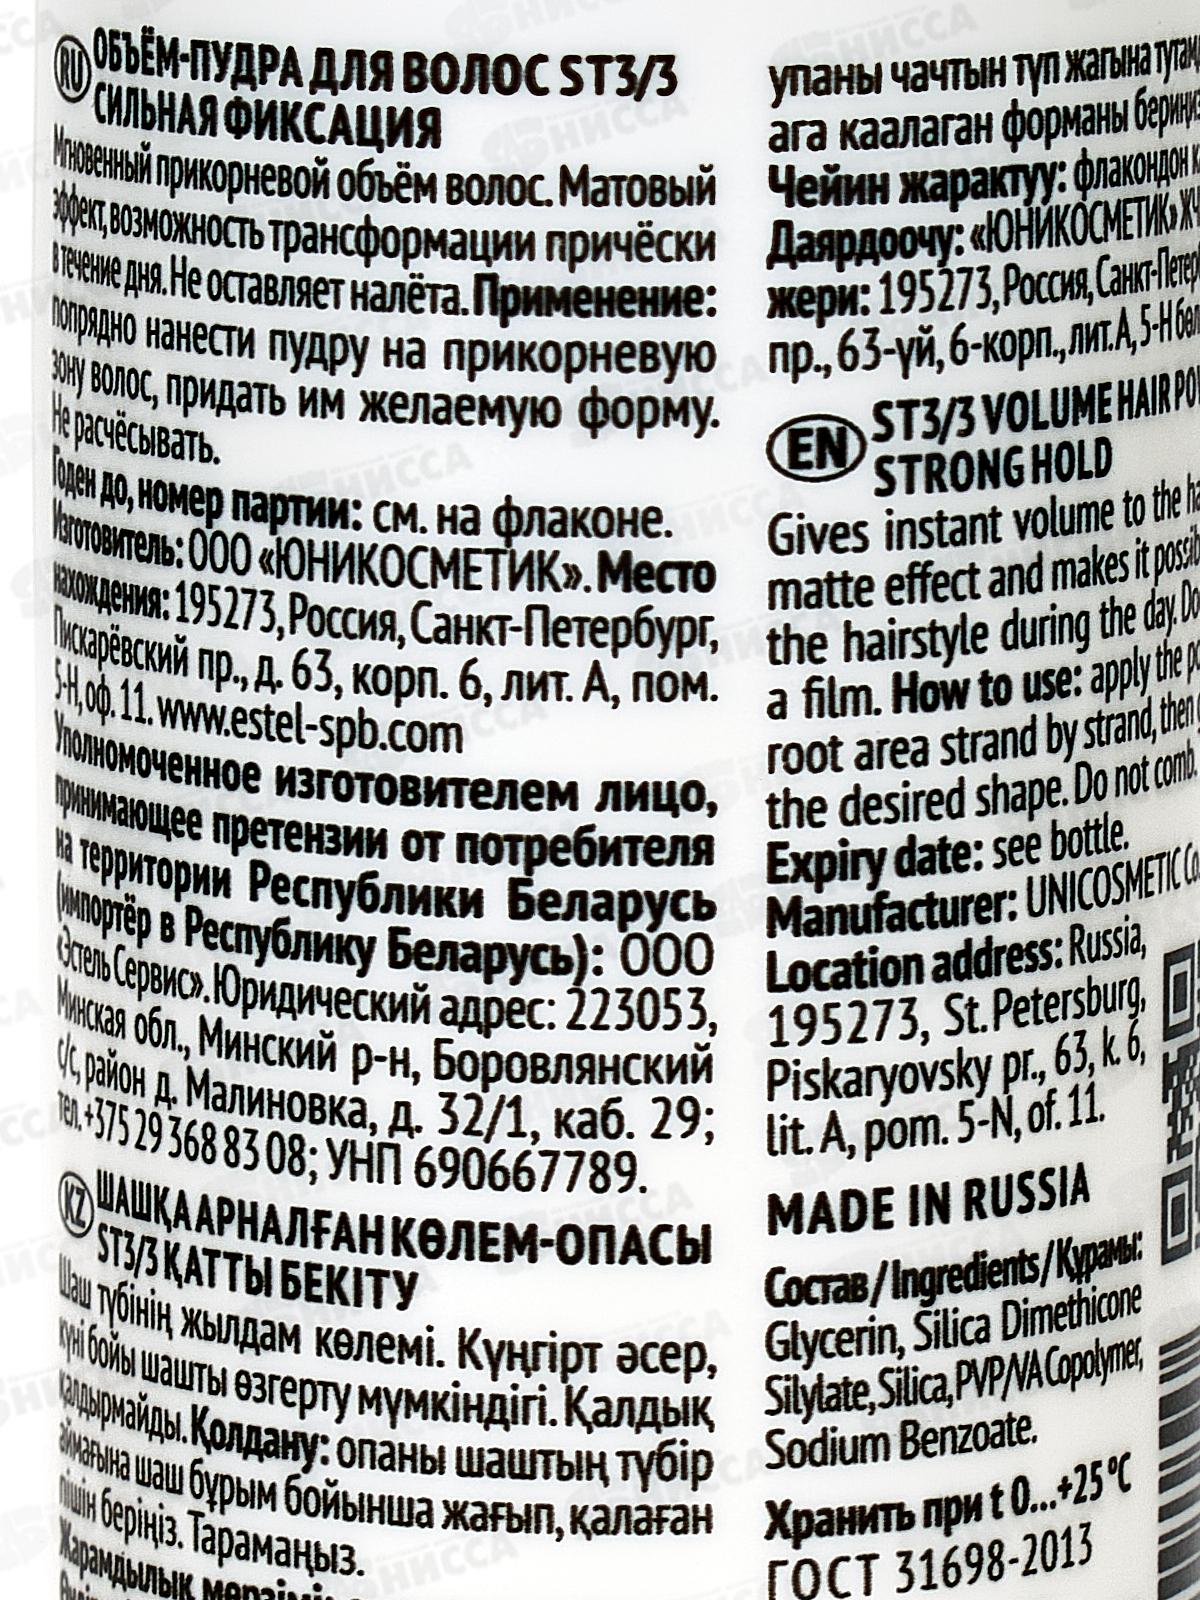 RU ОБЪЁМ-ПУДРА ДЛЯ ВОЛОС ST3/3
СИЛЬНАЯ ФИКСАЦИЯ
Мгновенный прикорневой объём волос. Матовый
эффект, возможность трансформации причёски
в течение дня. Не оставляет налёта. Применение:
попрядно нанести пудру на прикорневую
зону волос, придать им желаемую форму.
Не расчёсывать.
Годен до, номер партии: см. на флаконе.
Изготовитель: ООО «ЮНИКОСМЕТИК». Место
нахождения: 195273, Россия, Санкт-Петербург,
Пискарёвский пр., д. 63, корп. 6, лит. А, пом.
5-Н, оф. 11. www.estel-spb.com
Уполномоченное изготовителем лицо,
принимающее претензии от потребителя
на территории Республики Беларусь
(импортёр в Республику Беларусь): ООО
«Эстель Сервис». Юридический адрес: 223053,
Минская обл., Минский р-н, Боровлянский
с/с, район д. Малиновка, д. 32/1, каб. 29;
тел. +375 29 368 83 08; УНП 690667789.
KZ ШАШҚА АРНАЛҒАН КӨЛЕМ-ОПАСЫ
ST3/3 ҚАТТЫ БЕКІТУ
Шаш түбінің жылдам көлемі. Күңгірт әсер,
күні бойы шашты өзгерту мүмкіндігі. Қалдық
қалдырмайды. Қолдану: опаны шаштың түбір
аймағына шаш бұрым бойынша жағып, қалаған
пішін беріңіз. Тарамаңыз.
Жарамдылық мерзімі
упаны чачтын түп жагына
ага каалаган форманы
Чейин жарактуу: флакондон
Даярдоочу: «ЮНИКОСМЕТИК»
жери: 195273, Россия,
пр., 63-үй, 6-корп., лит. А, 5-Н
EN ST3/3 VOLUME HAIR
STRONG HOLD
Gives instant volume to the
matte effect and makes it
the hairstyle during the day.
a film. How to use: apply the
root area strand by strand, then
the desired shape. Do not comb.
Expiry date: see bottle.
Manufacturer: UNICOSMETIC
Location address: Russia,
195273, St. Petersburg,
Piskaryovsky pr., 63, k. 6,
lit. A, pom. 5-N, of. 11.
MADE IN RUSSIA
Состав / Ingredients / Құрамы:
Glycerin, Silica Dimethicone
Silylate, Silica, PVP/VA Copolymer,
Sodium Benzoate.
Хранить при t 0...+25 °C
ГОСТ 31698-2013